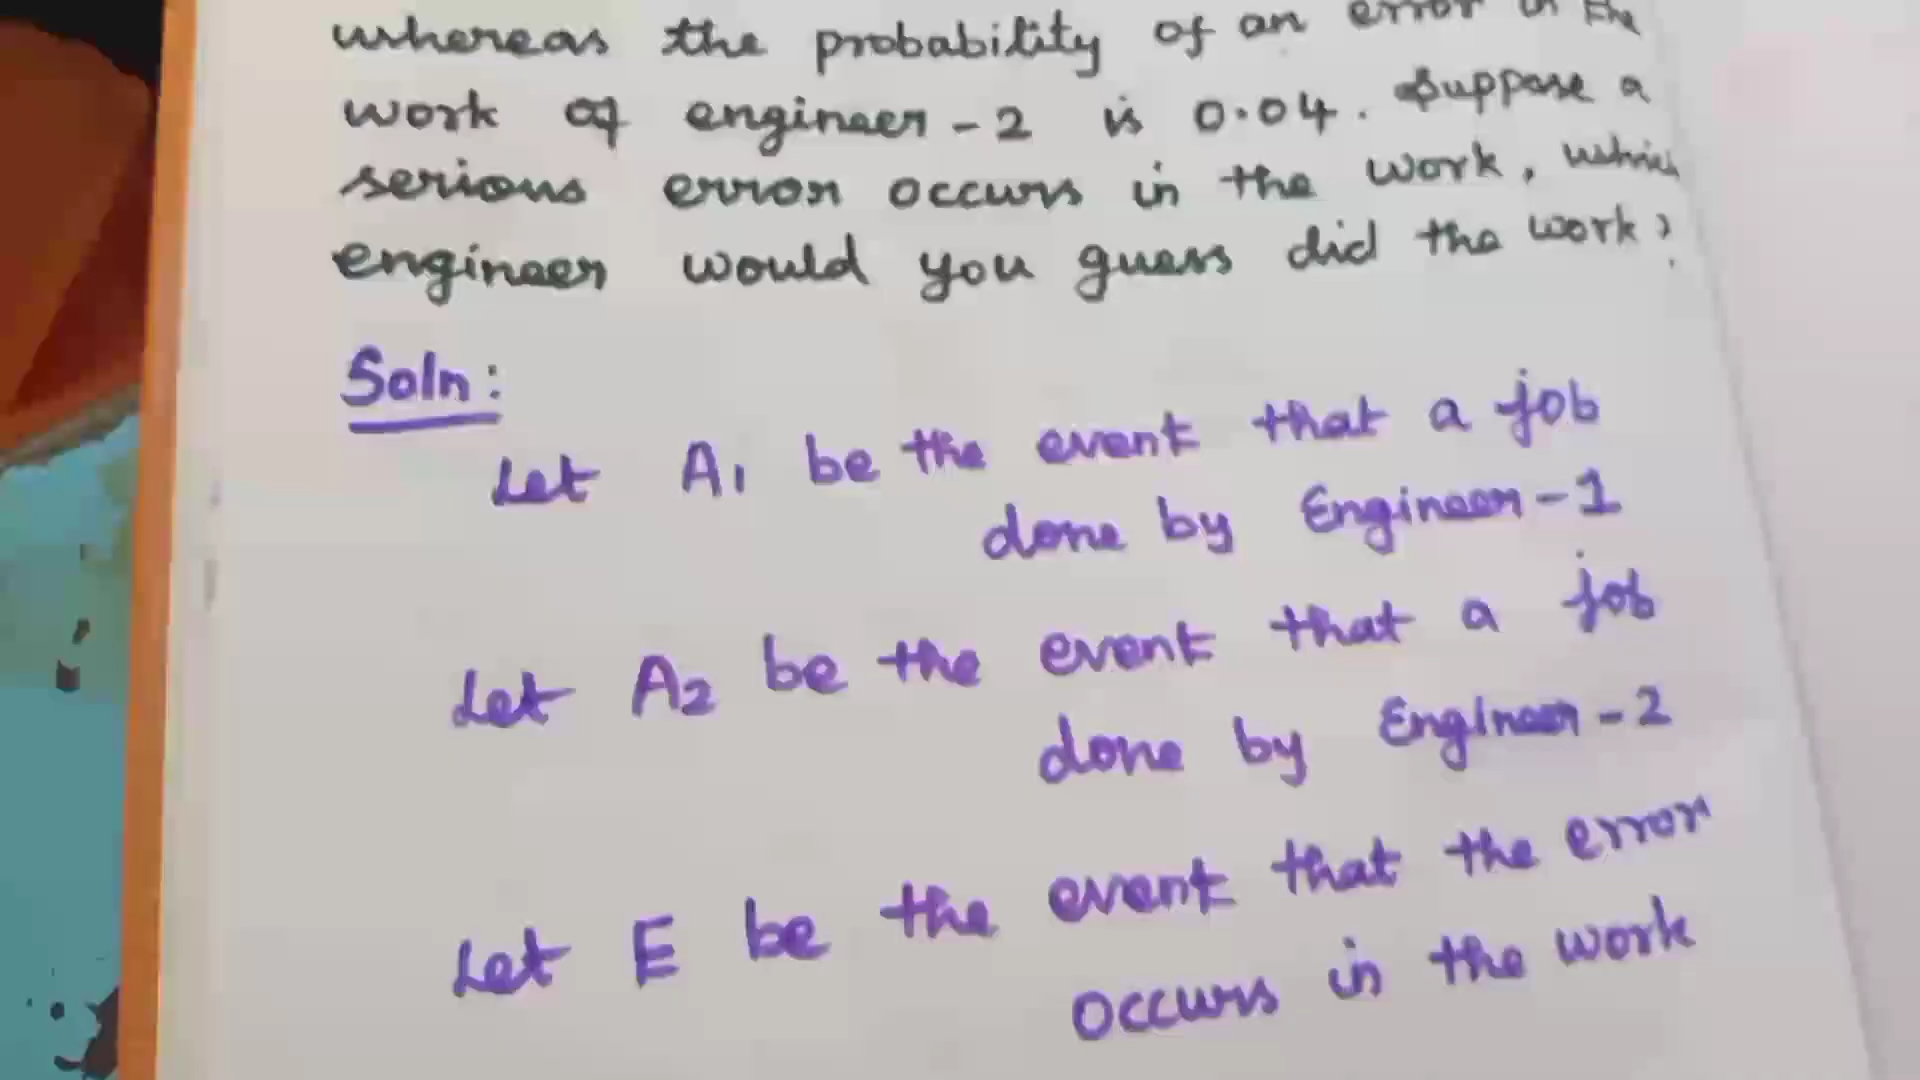 whereas the probability of an error in the
work of engineer - 2 is 0.04. Suppose a
serious error occurs in the work, which
engineer would you guess did the work?
Soln:
Let A1 be the event that a job
done by Engineer - 1
Let A2 be the event that a job
done by Engineer - 2
Let E be the event that the error
occurs in the work